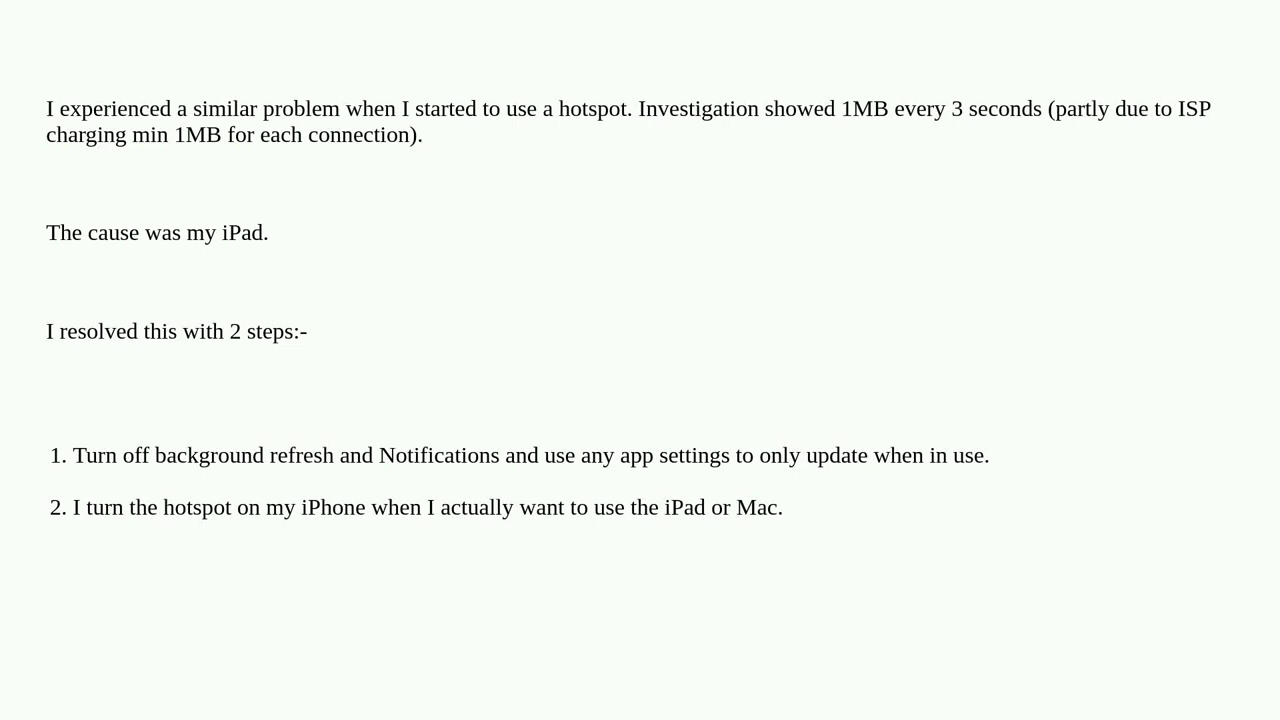 I experienced a similar problem when I started to use a hotspot. Investigation showed 1MB every 3 seconds (partly due to ISP
charging min 1MB for each connection).
The cause was my iPad.
I resolved this with 2 steps:-
1. Turn off background refresh and Notifications and use any app settings to only update when in use.
2. I turn the hotspot on my iPhone when I actually want to use the iPad or Mac.